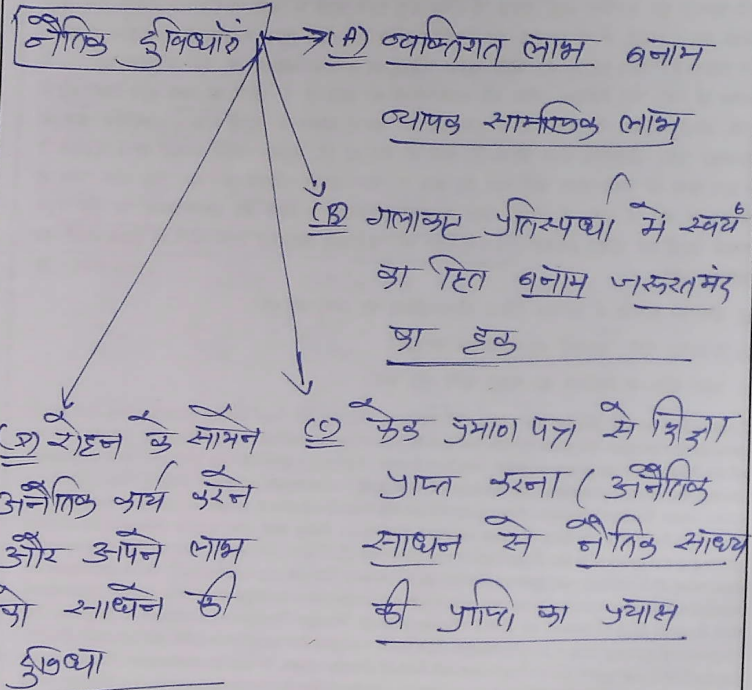 नैतिक दुविधाएँ → (A) व्यक्तिगत लाभ बनाम
व्यापक सामाजिक लाभ
(B) गलाकाट प्रतिस्पर्धा में स्वयं
का हित बनाम जरूरतमंद
का हक
(C) फेक प्रमाण पत्र से शिक्षा
प्राप्त करना (अनैतिक
साधन से नैतिक साध्य
की प्राप्ति का प्रयास
(D) रोहन के सामने
अनैतिक कार्य करने
और अपने लाभ
को साधने की
दुविधा